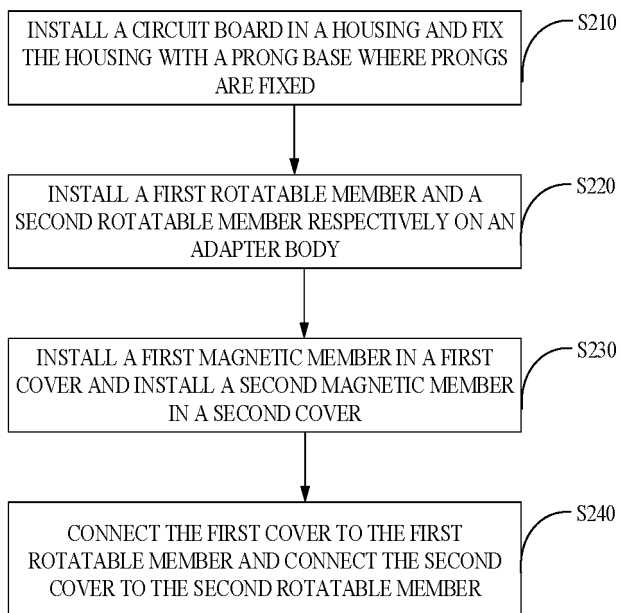 INSTALL A CIRCUIT BOARD IN A HOUSING AND FIX
THE HOUSING WITH A PRONG BASE WHERE PRONGS
ARE FIXED
S210
INSTALL A FIRST ROTATABLE MEMBER AND A
SECOND ROTATABLE MEMBER RESPECTIVELY ON AN
ADAPTER BODY
S220
INSTALL A FIRST MAGNETIC MEMBER IN A FIRST
COVER AND INSTALL A SECOND MAGNETIC MEMBER
IN A SECOND COVER
S230
CONNECT THE FIRST COVER TO THE FIRST
ROTATABLE MEMBER AND CONNECT THE SECOND
COVER TO THE SECOND ROTATABLE MEMBER
S240